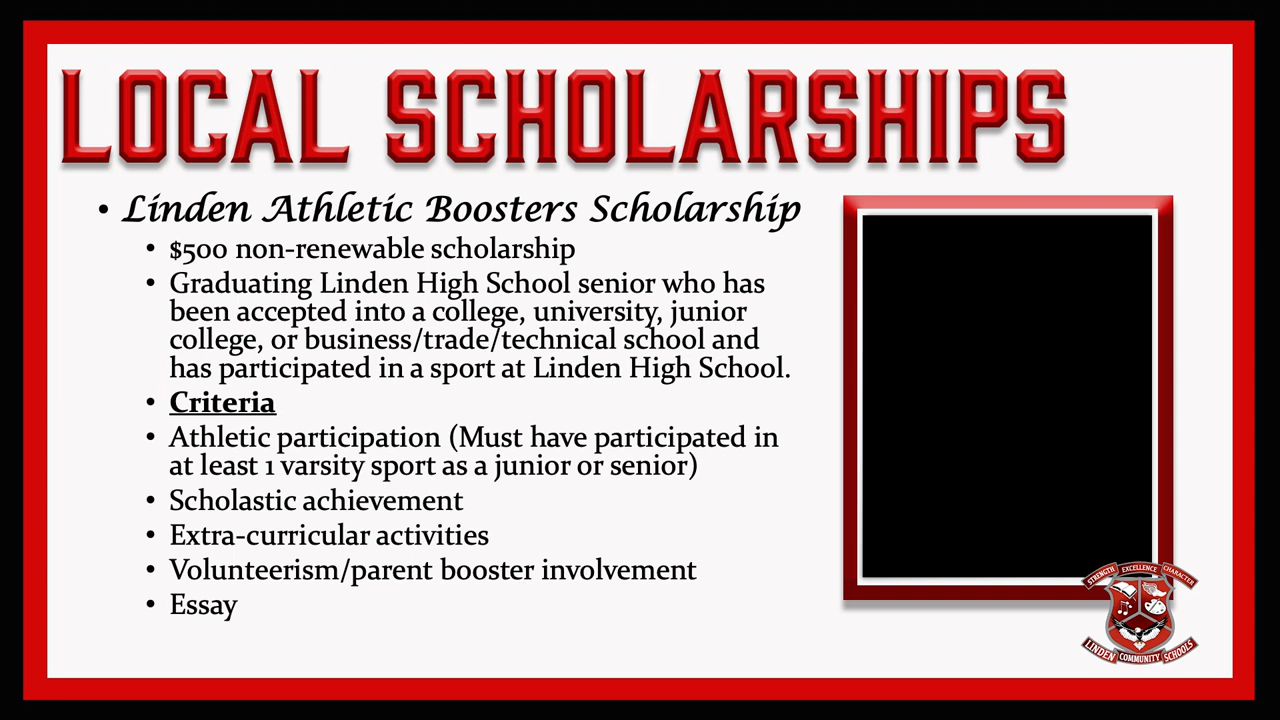 LOCAL SCHOLARSHIPS
• Linden Athletic Boosters Scholarship
• $500 non-renewable scholarship
• Graduating Linden High School senior who has
been accepted into a college, university, junior
college, or business/trade/technical school and
has participated in a sport at Linden High School.
• Criteria
• Athletic participation (Must have participated in
at least 1 varsity sport as a junior or senior)
• Scholastic achievement
• Extra-curricular activities
• Volunteerism/parent booster involvement
• Essay
STRENGTH EXCELLENCE CHARACTER
LINDEN COMMUNITY SCHOOLS